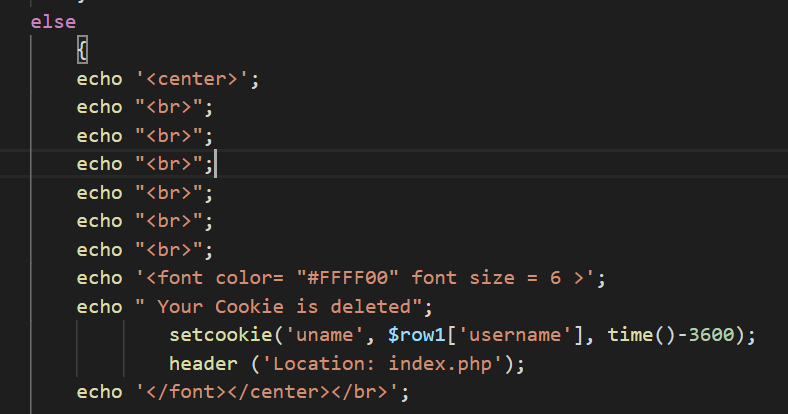 else
{
echo '<center>';
echo "<br>";
echo "<br>";
echo "<br>";
echo "<br>";
echo "<br>";
echo "<br>";
echo '<font color= "#FFFF00" font size = 6 >';
echo " Your Cookie is deleted";
setcookie('uname', $row1['username'], time()-3600);
header ('Location: index.php');
echo '</font></center></br>';